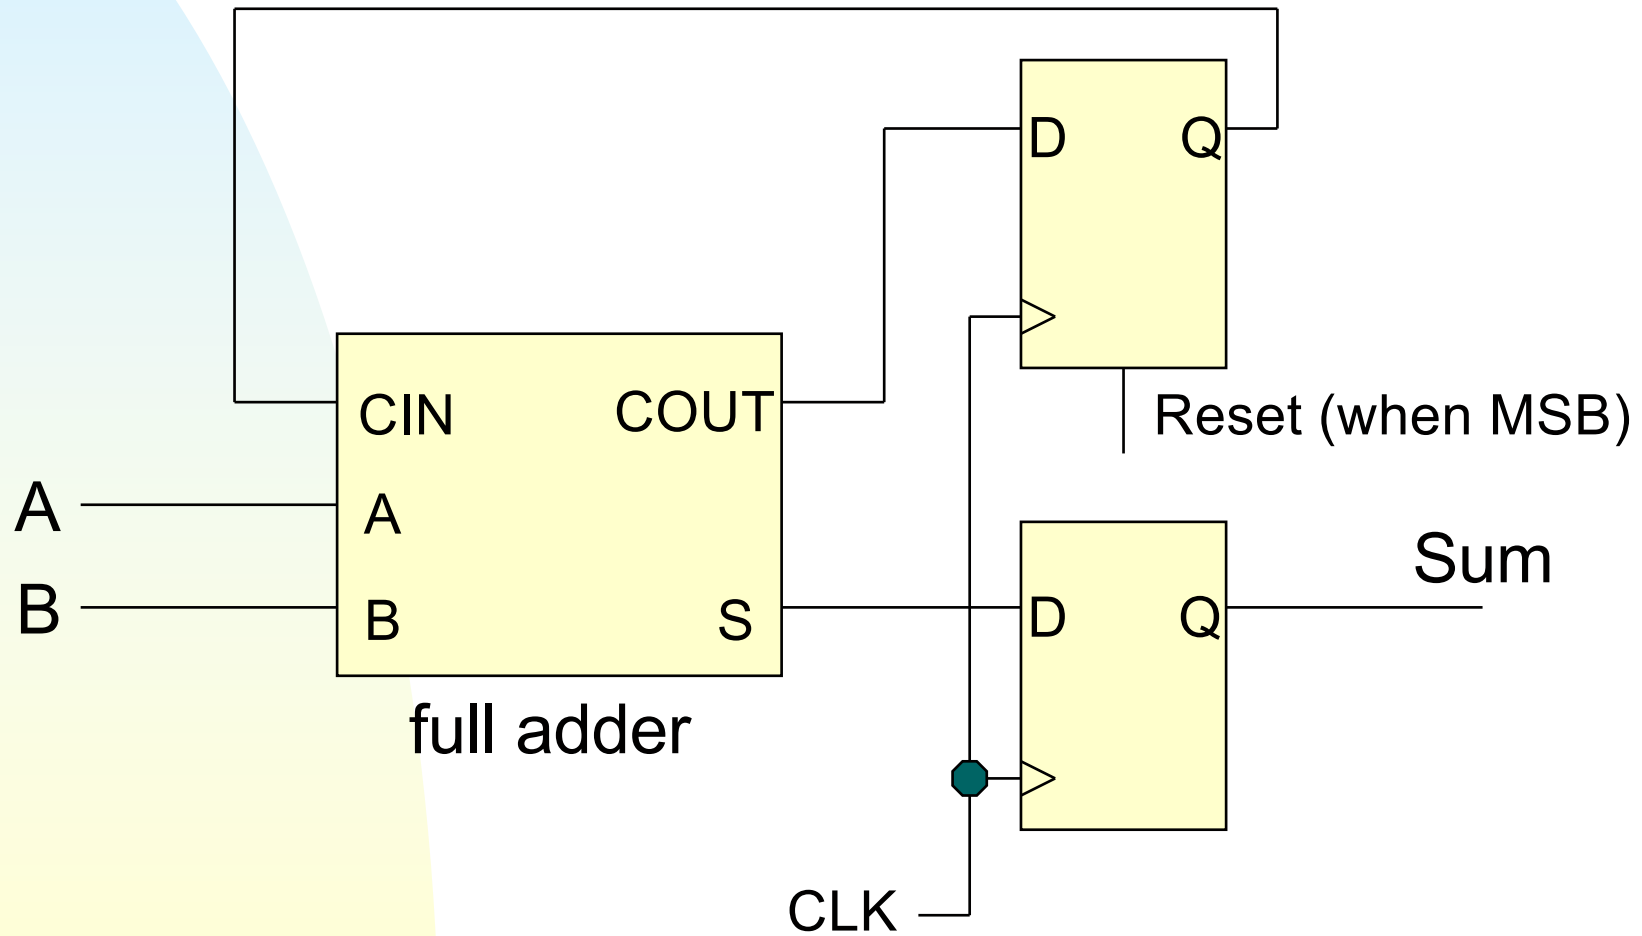 D Q
CIN COUT
Reset (when MSB)
A A
Sum
B B S
D Q
full adder
CLK